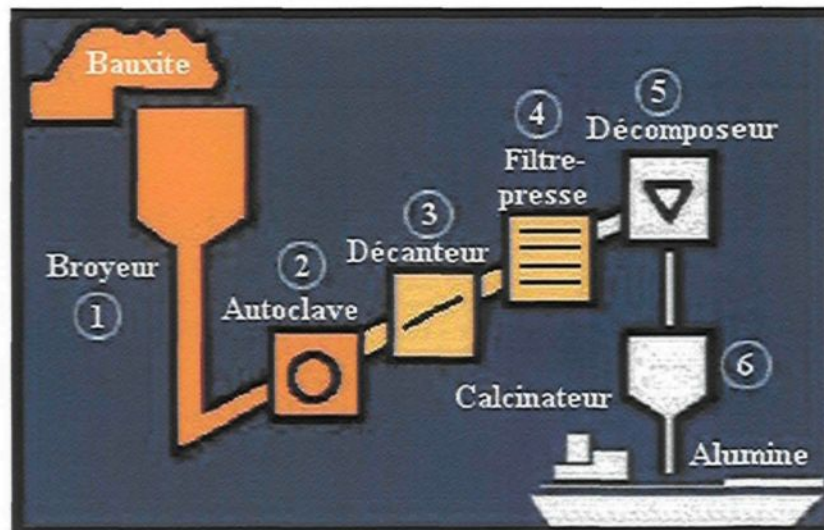 Bauxite
Broyeur
1
2
Autoclave
3
Décanteur
4
Filtre-
presse
5
Décomposeur
6
Calcinateur
Alumine